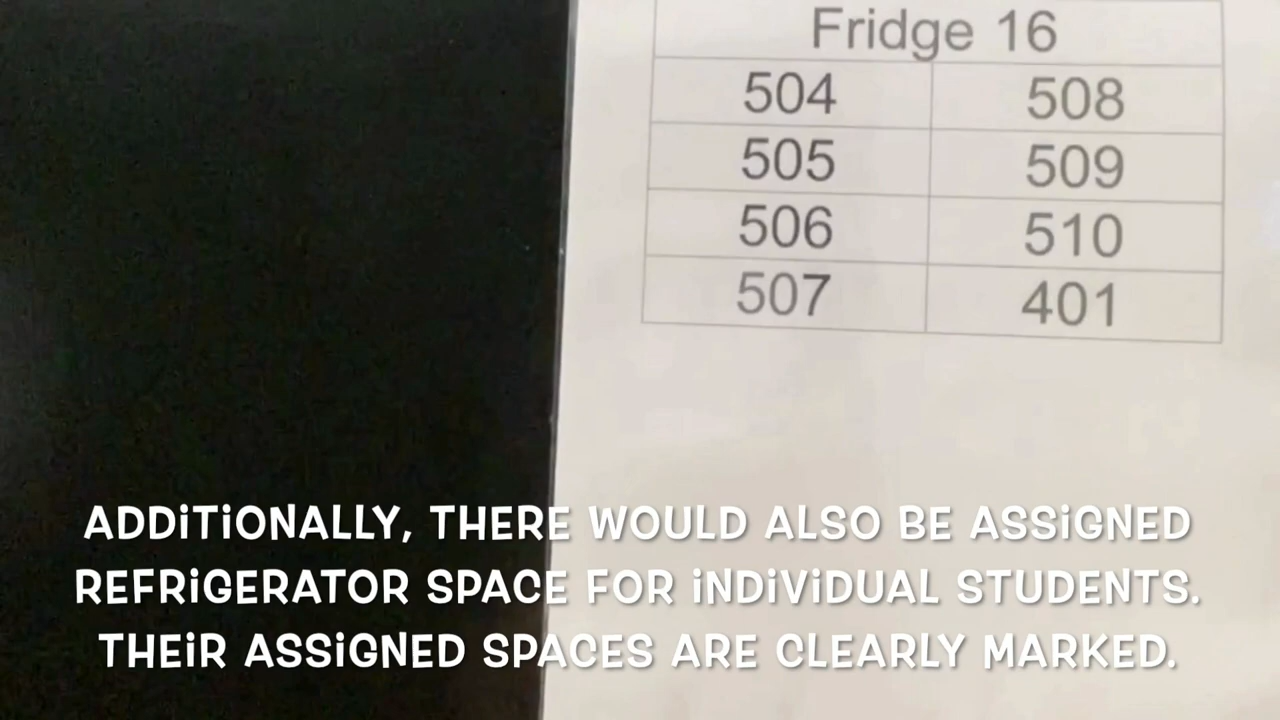 Fridge 16
504 508
505 509
506 510
507 401
ADDITIONALLY, THERE WOULD ALSO BE ASSIGNED
REFRIGERATOR SPACE FOR INDIVIDUAL STUDENTS.
THEIR ASSIGNED SPACES ARE CLEARLY MARKED.